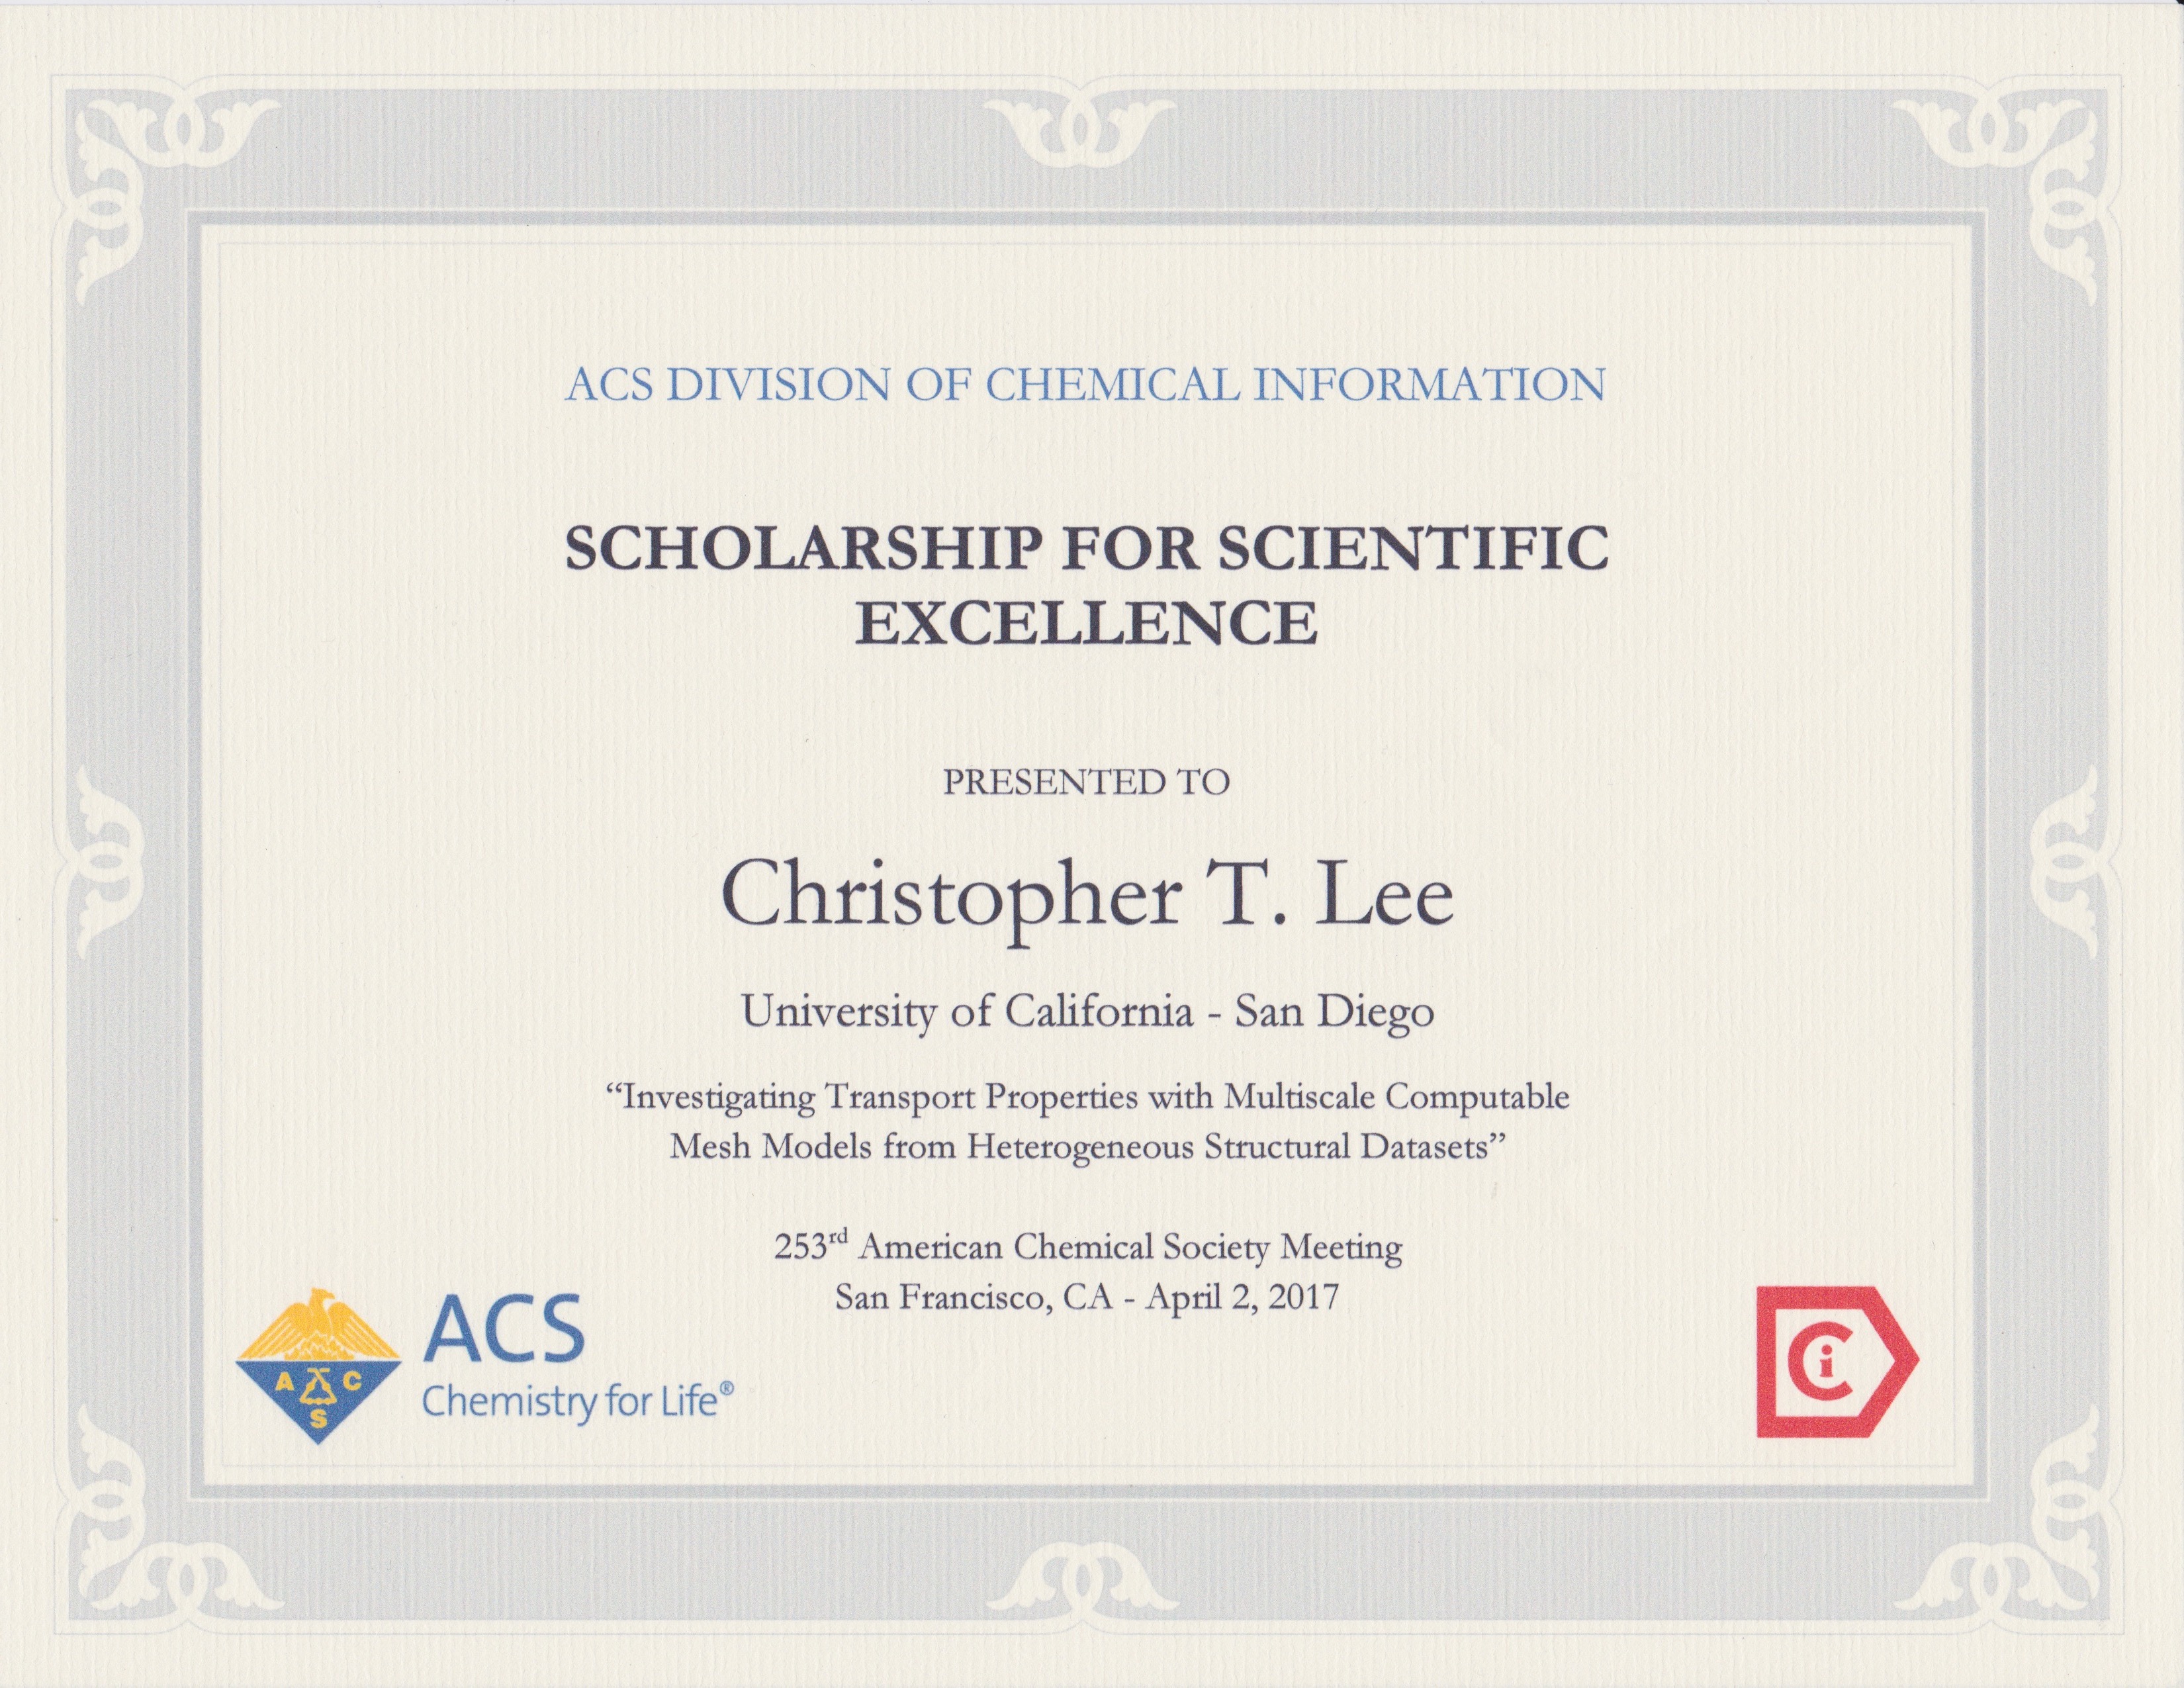 ACS DIVISION OF CHEMICAL INFORMATION
SCHOLARSHIP FOR SCIENTIFIC
EXCELLENCE
PRESENTED TO
Christopher T. Lee
University of California - San Diego
“Investigating Transport Properties with Multiscale Computable
Mesh Models from Heterogeneous Structural Datasets”
253rd American Chemical Society Meeting
San Francisco, CA - April 2, 2017
A C
S
ACS
Chemistry for Life®
Ci